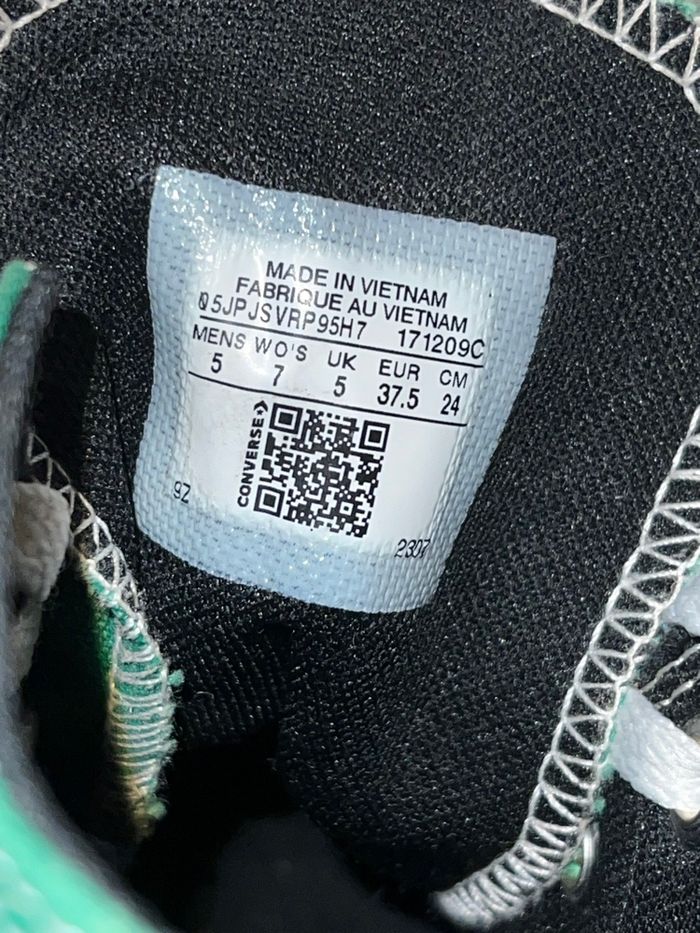 MADE IN VIETNAM
FABRIQUE AU VIETNAM
05JPJSVRP95H7 171209C
MENS WO'S UK EUR CM
5 7 5 37.5 24
CONVERSE
9Z
2307